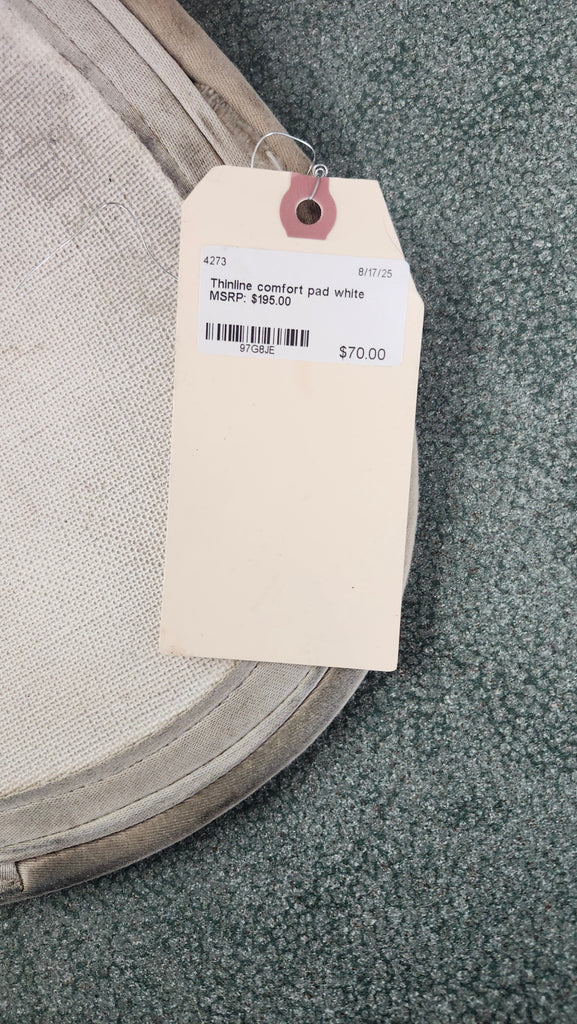 4273
8/17/25
Thinline comfort pad white
MSRP: $195.00
97G8JE
$70.00